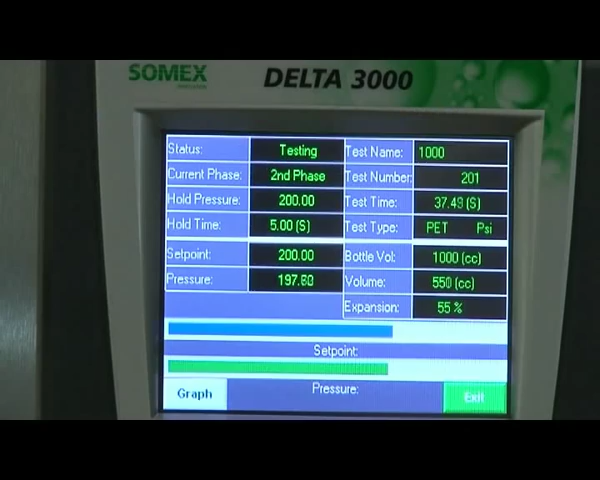 SOMEX
DELTA 3000
Status: Testing Test Name: 1000
Current Phase: 2nd Phase Test Number: 201
Hold Pressure: 200.00 Test Time: 37.49 (S)
Hold Time: 5.00 (S) Test Type: PET Psi
Setpoint: 200.00 Bottle Vol: 1000 (cc)
Pressure: 197.60 Volume: 550 (cc)
Expansion: 55 %
Setpoint:
Graph Pressure: Exit